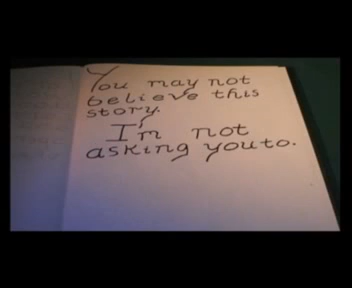 You may not
believe this
story.
I'm not
asking you to.